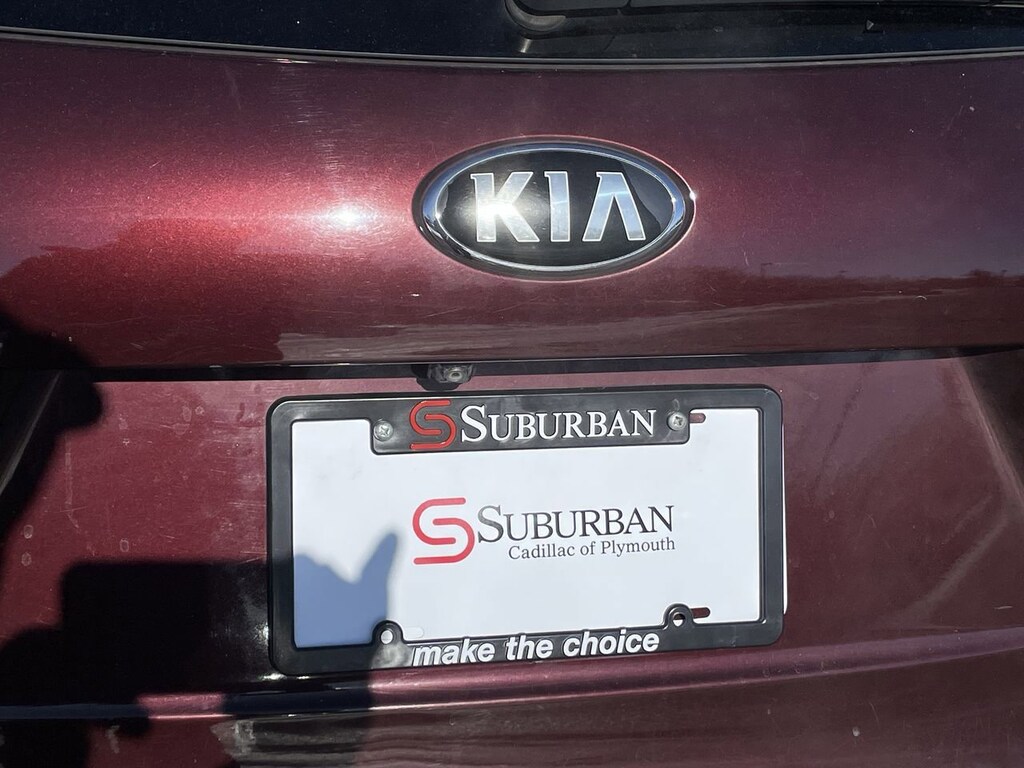 KIA
SUBURBAN
SUBURBAN
Cadillac of Plymouth
make the choice